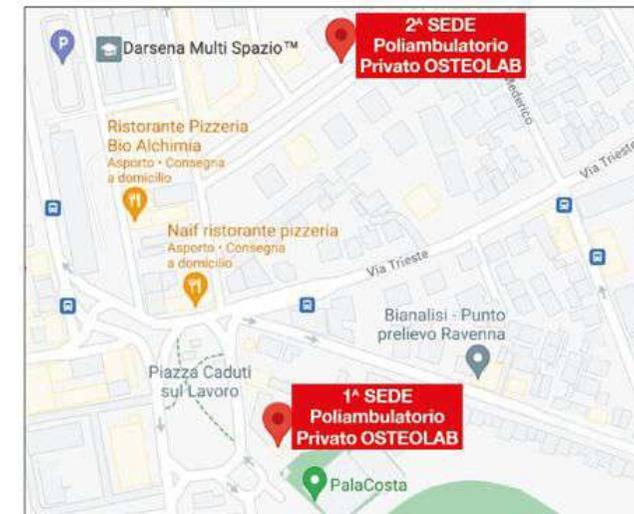 P
Darsena Multi Spazio™
2^ SEDE
Poliambulatorio
Privato OSTEOLAB
Mederico
Ristorante Pizzeria
Bio Alchimia
Asporto • Consegna
a domicilio
Via Trieste
Naif ristorante pizzeria
Asporto • Consegna
a domicilio
Via Trieste
Bianalisi - Punto
prelievo Ravenna
Piazza Caduti
sul Lavoro
1^ SEDE
Poliambulatorio
Privato OSTEOLAB
PalaCosta